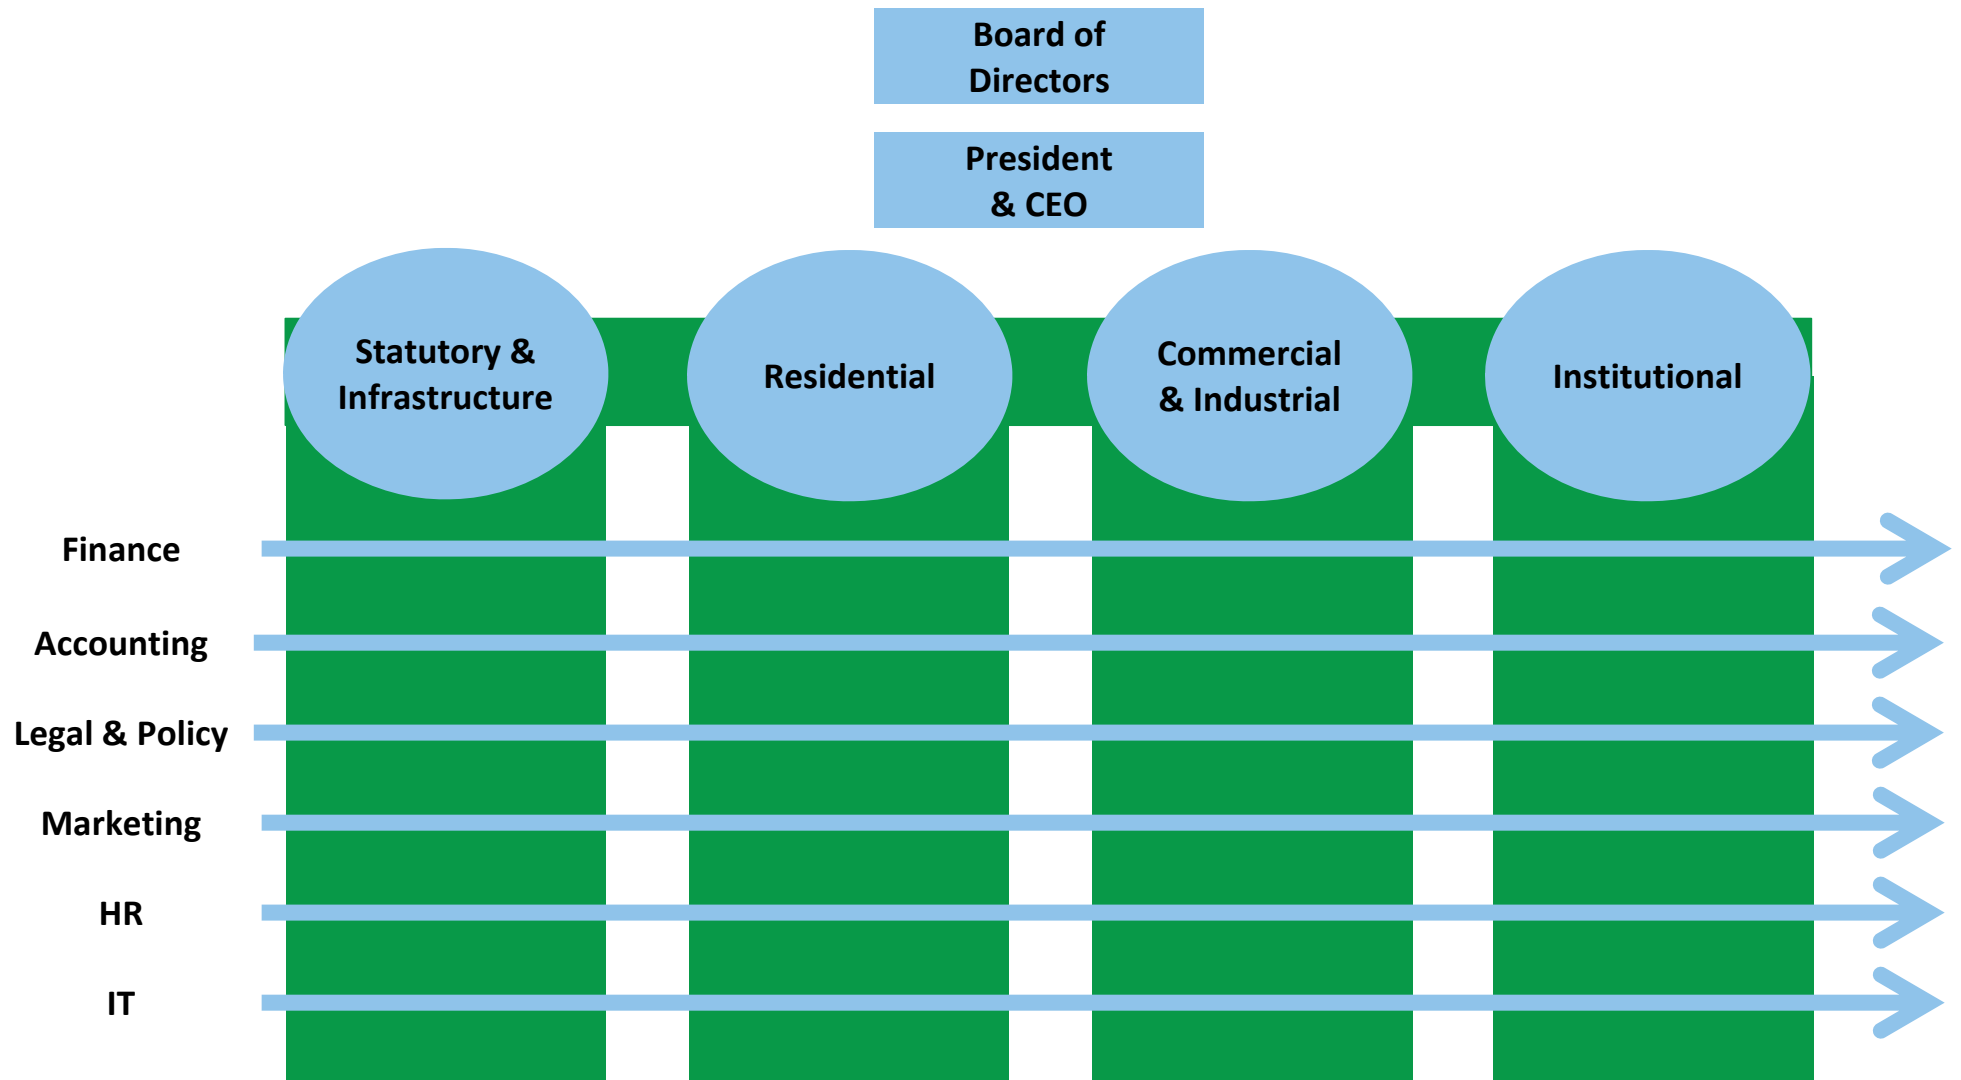 Board of
Directors
President
& CEO
Statutory &
Infrastructure
Residential
Commercial
& Industrial
Institutional
Finance
Accounting
Legal & Policy
Marketing
HR
IT